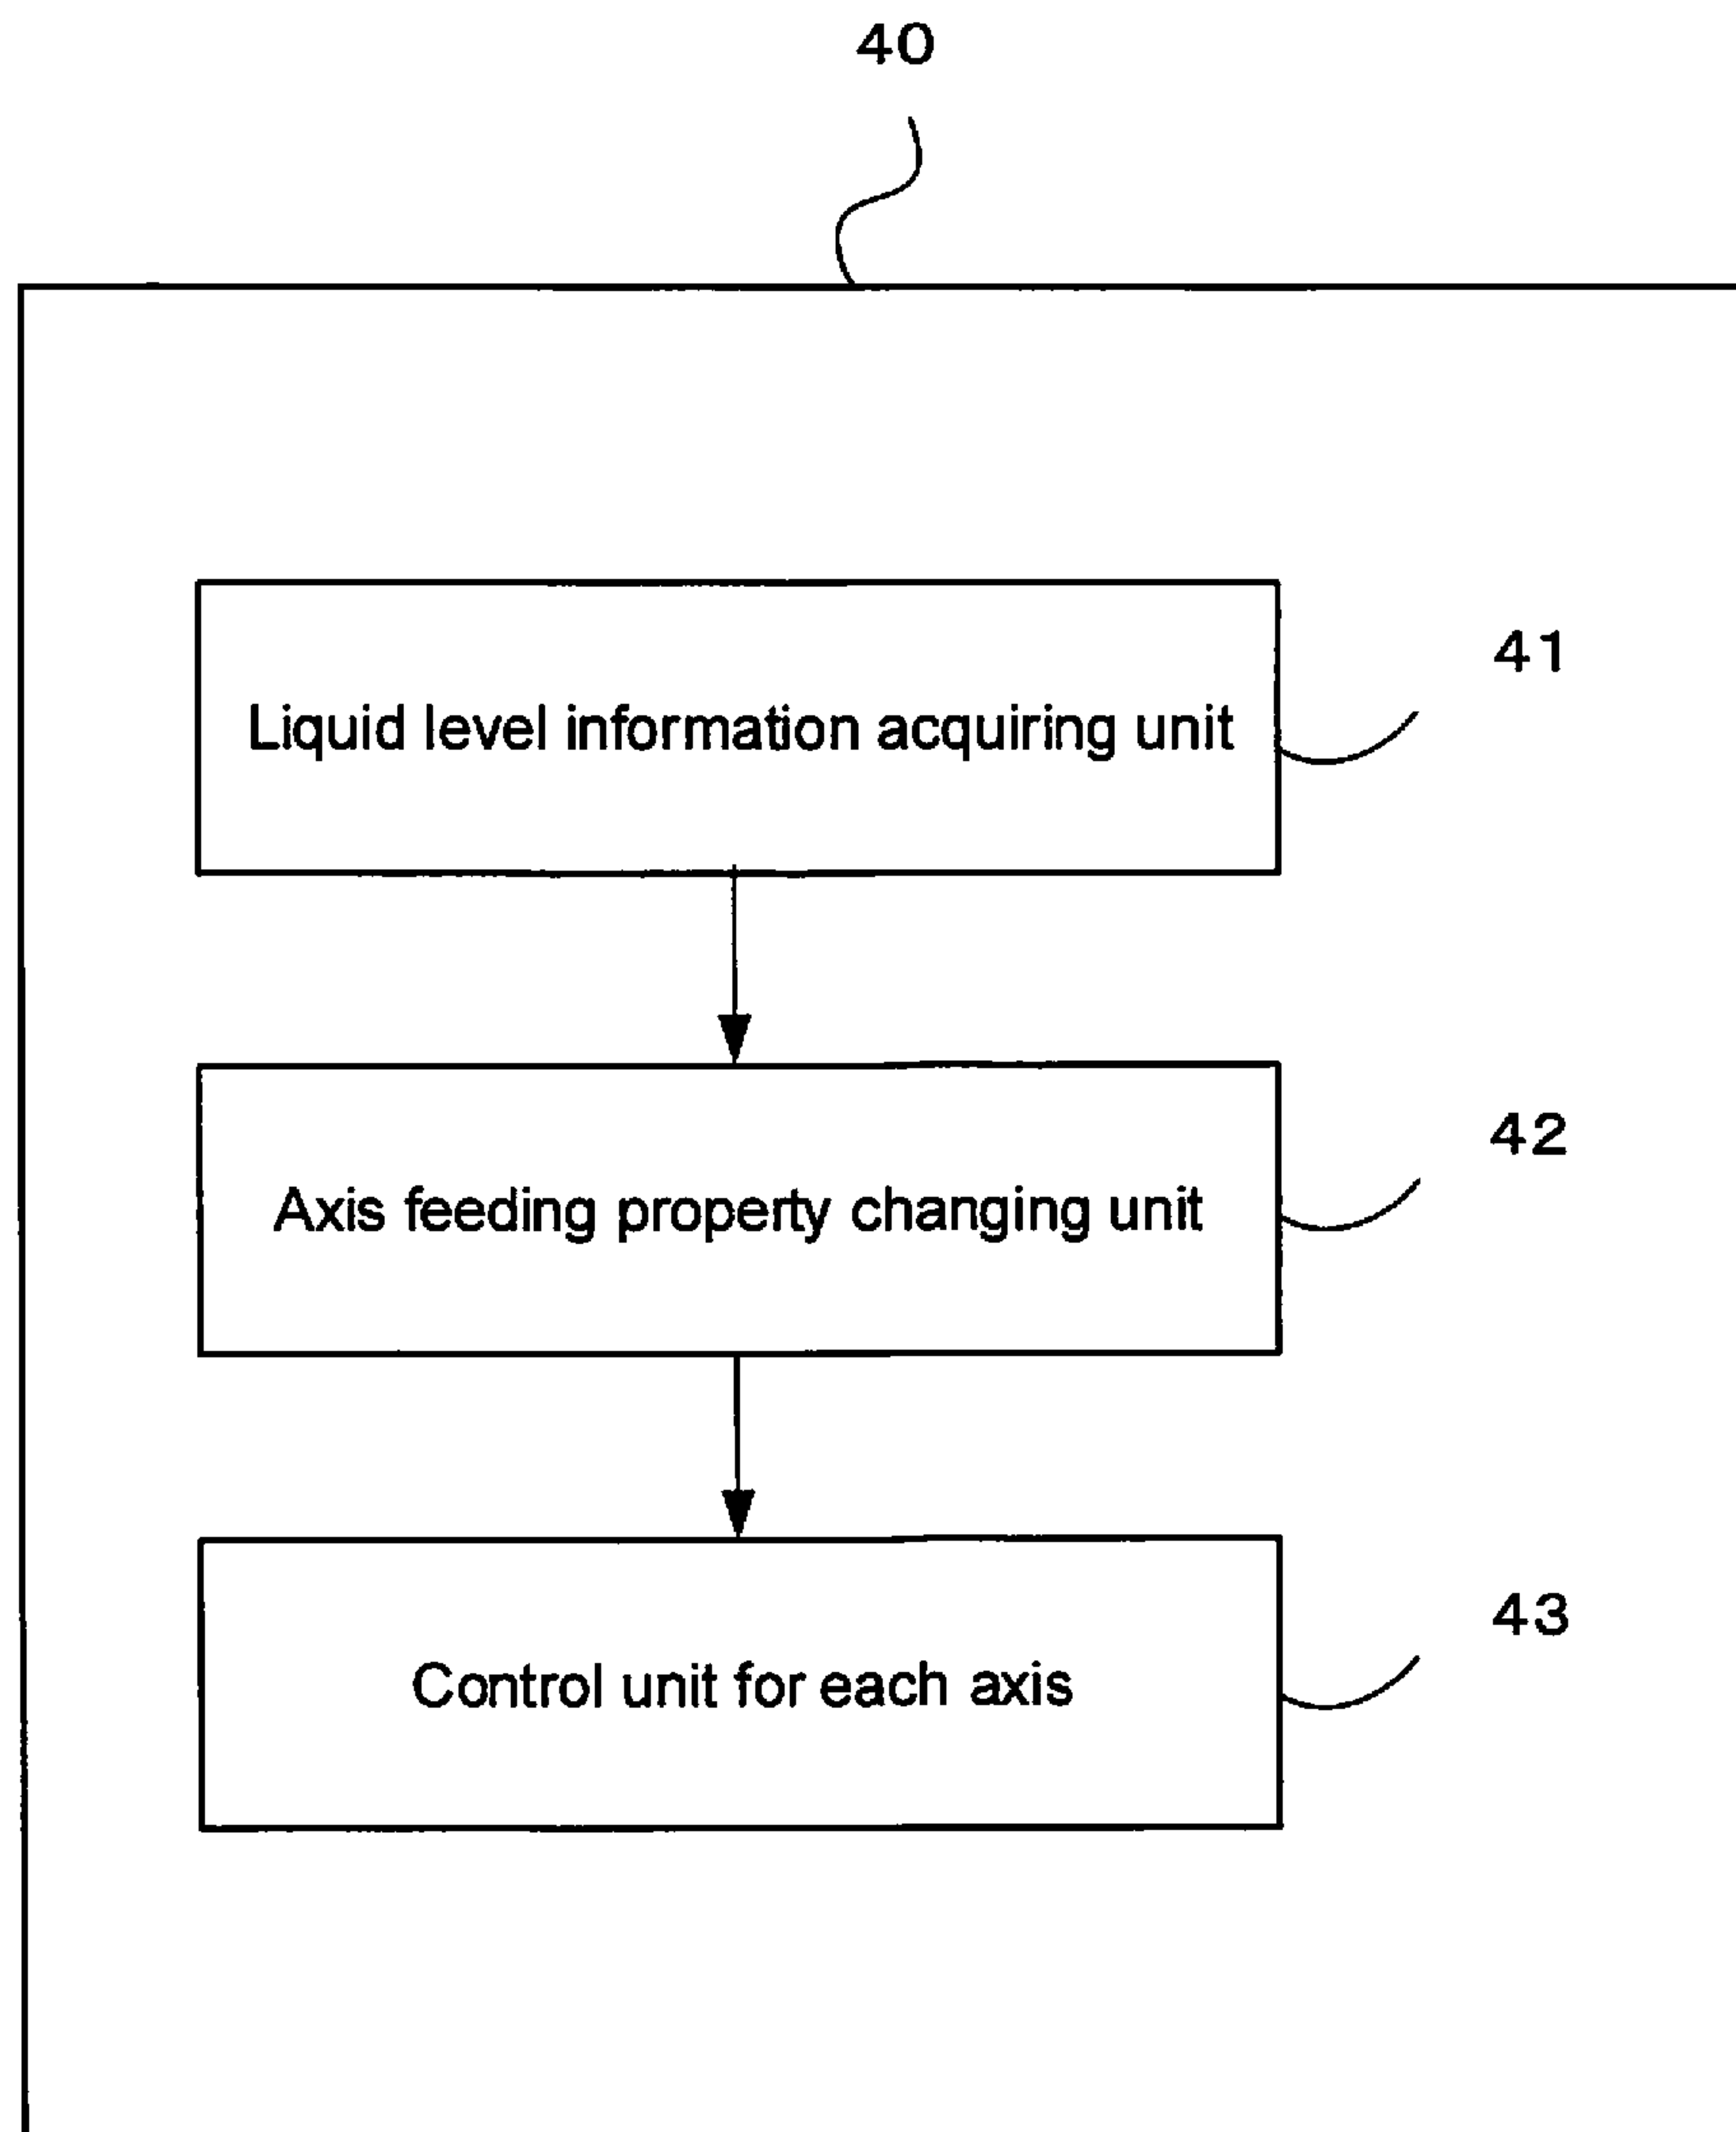 40
Liquid level information acquiring unit
41
Axis feeding property changing unit
42
Control unit for each axis
43